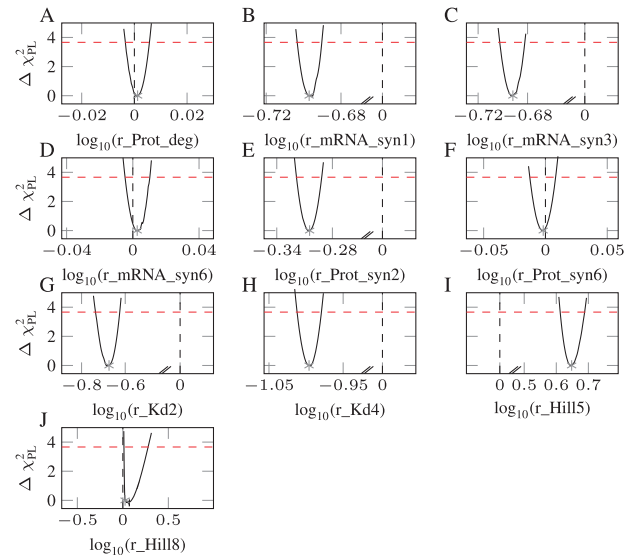 A B C
Δ χ²PL 4 2 0
−0.02 0 0.02 −0.72 −0.68 0 −0.72 −0.68 0
log10(r_Prot_deg) log10(r_mRNA_syn1) log10(r_mRNA_syn3)
D E F
Δ χ²PL 4 2 0
−0.04 0 0.04 −0.34 −0.28 0 −0.05 0 0.05
log10(r_mRNA_syn6) log10(r_Prot_syn2) log10(r_Prot_syn6)
G H I
Δ χ²PL 4 2 0
−0.8 −0.6 0 −1.05 −0.95 0 0 0.5 0.6 0.7
log10(r_Kd2) log10(r_Kd4) log10(r_Hill5)
J
Δ χ²PL 4 2 0
−0.5 0 0.5
log10(r_Hill8)